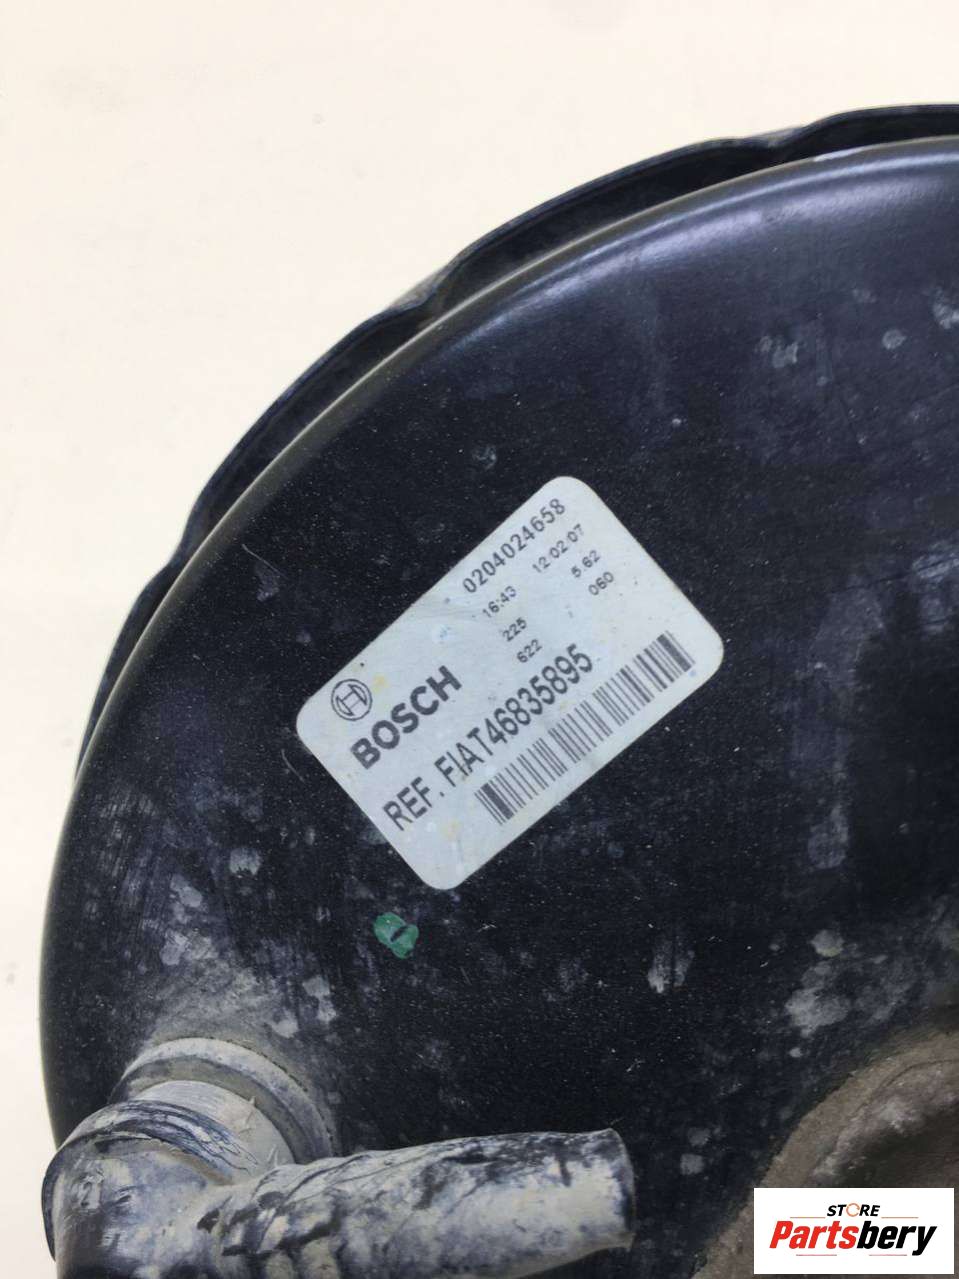 0204024658
16:43 12:02:07
225 5.62
622 060
BOSCH
REF. FIAT46835895
STORE
Partsbery